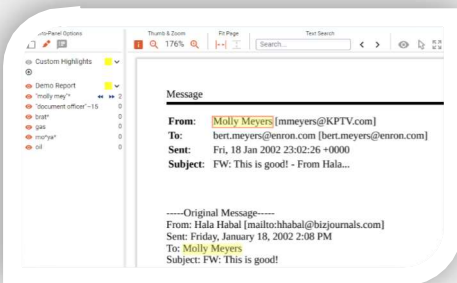 -Panel Options
Thumb & Zoom
Fit Page
Text Search
176%
Search...
Custom Highlights
Demo Report
"molly mey"* 2
"document officer"~15 0
brat* 0
gas 0
mo*ya* 0
oil 0
Message
From: Molly Meyers [mmeyers@KPTV.com]
To: bert.meyers@enron.com [bert.meyers@enron.com]
Sent: Fri, 18 Jan 2002 23:02:26 +0000
Subject: FW: This is good! - From Hala...
-----Original Message-----
From: Hala Habal [mailto:hhabal@bizjournals.com]
Sent: Friday, January 18, 2002 2:08 PM
To: Molly Meyers
Subject: FW: This is good!